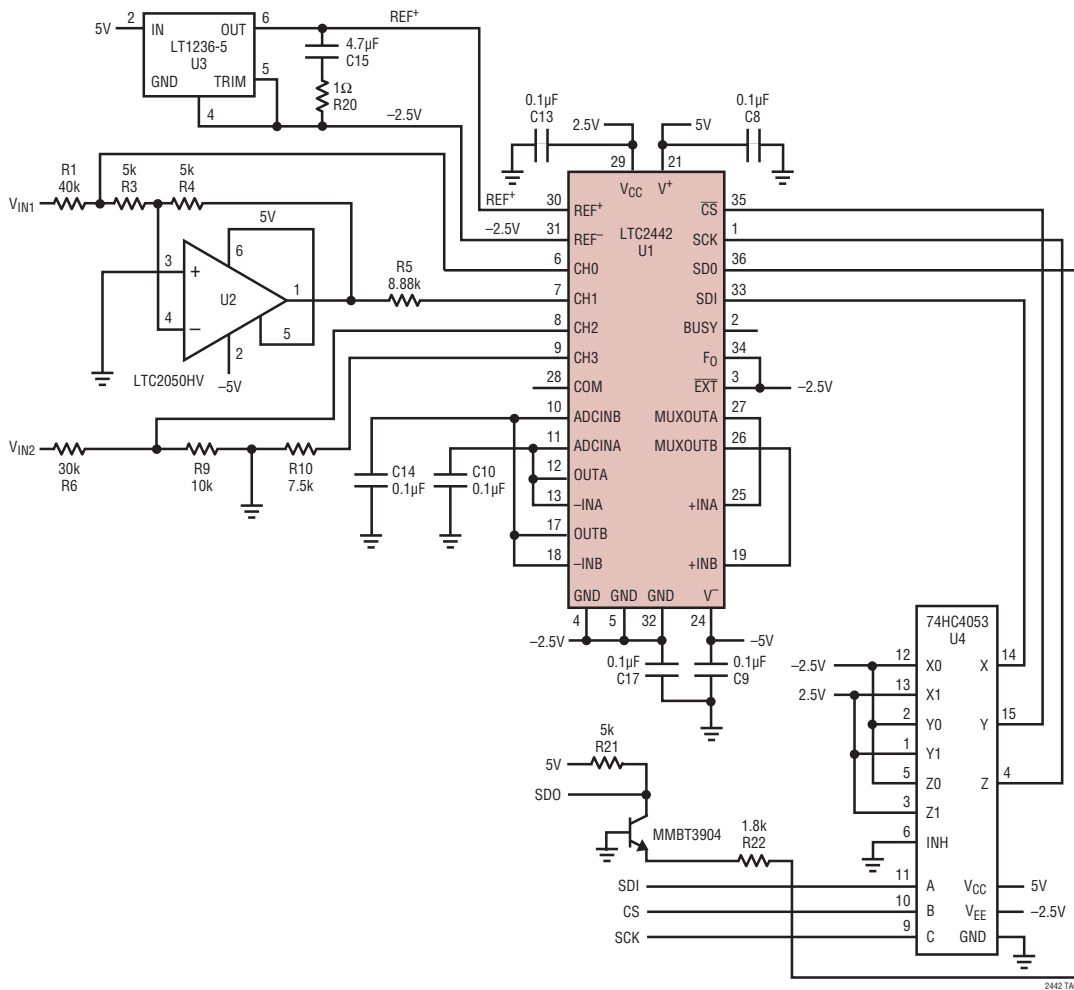 5V
2
IN
OUT
6
REF+
LT1236-5
U3
GND
TRIM
5
4
4.7µF
C15
1Ω
R20
–2.5V
0.1µF
C13
2.5V
5V
0.1µF
C8
29
21
VCC
V+
R1
40k
5k
R3
5k
R4
VIN1
5V
6
3
+
U2
1
4
–
5
2
LTC2050HV
–5V
R5
8.88k
REF+
–2.5V
LTC2442
U1
30
REF+
31
REF–
6
CH0
7
CH1
8
CH2
9
CH3
28
COM
10
ADCINB
11
ADCINA
12
OUTA
13
–INA
17
OUTB
18
–INB
CS
35
SCK
1
SD0
36
SDI
33
BUSY
2
FO
34
EXT
3
–2.5V
MUXOUTA
27
MUXOUTB
26
+INA
25
+INB
19
GND
GND
GND
V–
4
5
32
24
–2.5V
–5V
0.1µF
C17
0.1µF
C9
VIN2
30k
R6
R9
10k
R10
7.5k
C14
0.1µF
C10
0.1µF
5k
R21
5V
SDO
MMBT3904
1.8k
R22
74HC4053
U4
–2.5V
12
X0
X
14
2.5V
13
X1
2
Y0
Y
15
1
Y1
5
Z0
Z
4
3
Z1
6
INH
SDI
11
A
VCC
5V
CS
10
B
VEE
–2.5V
SCK
9
C
GND